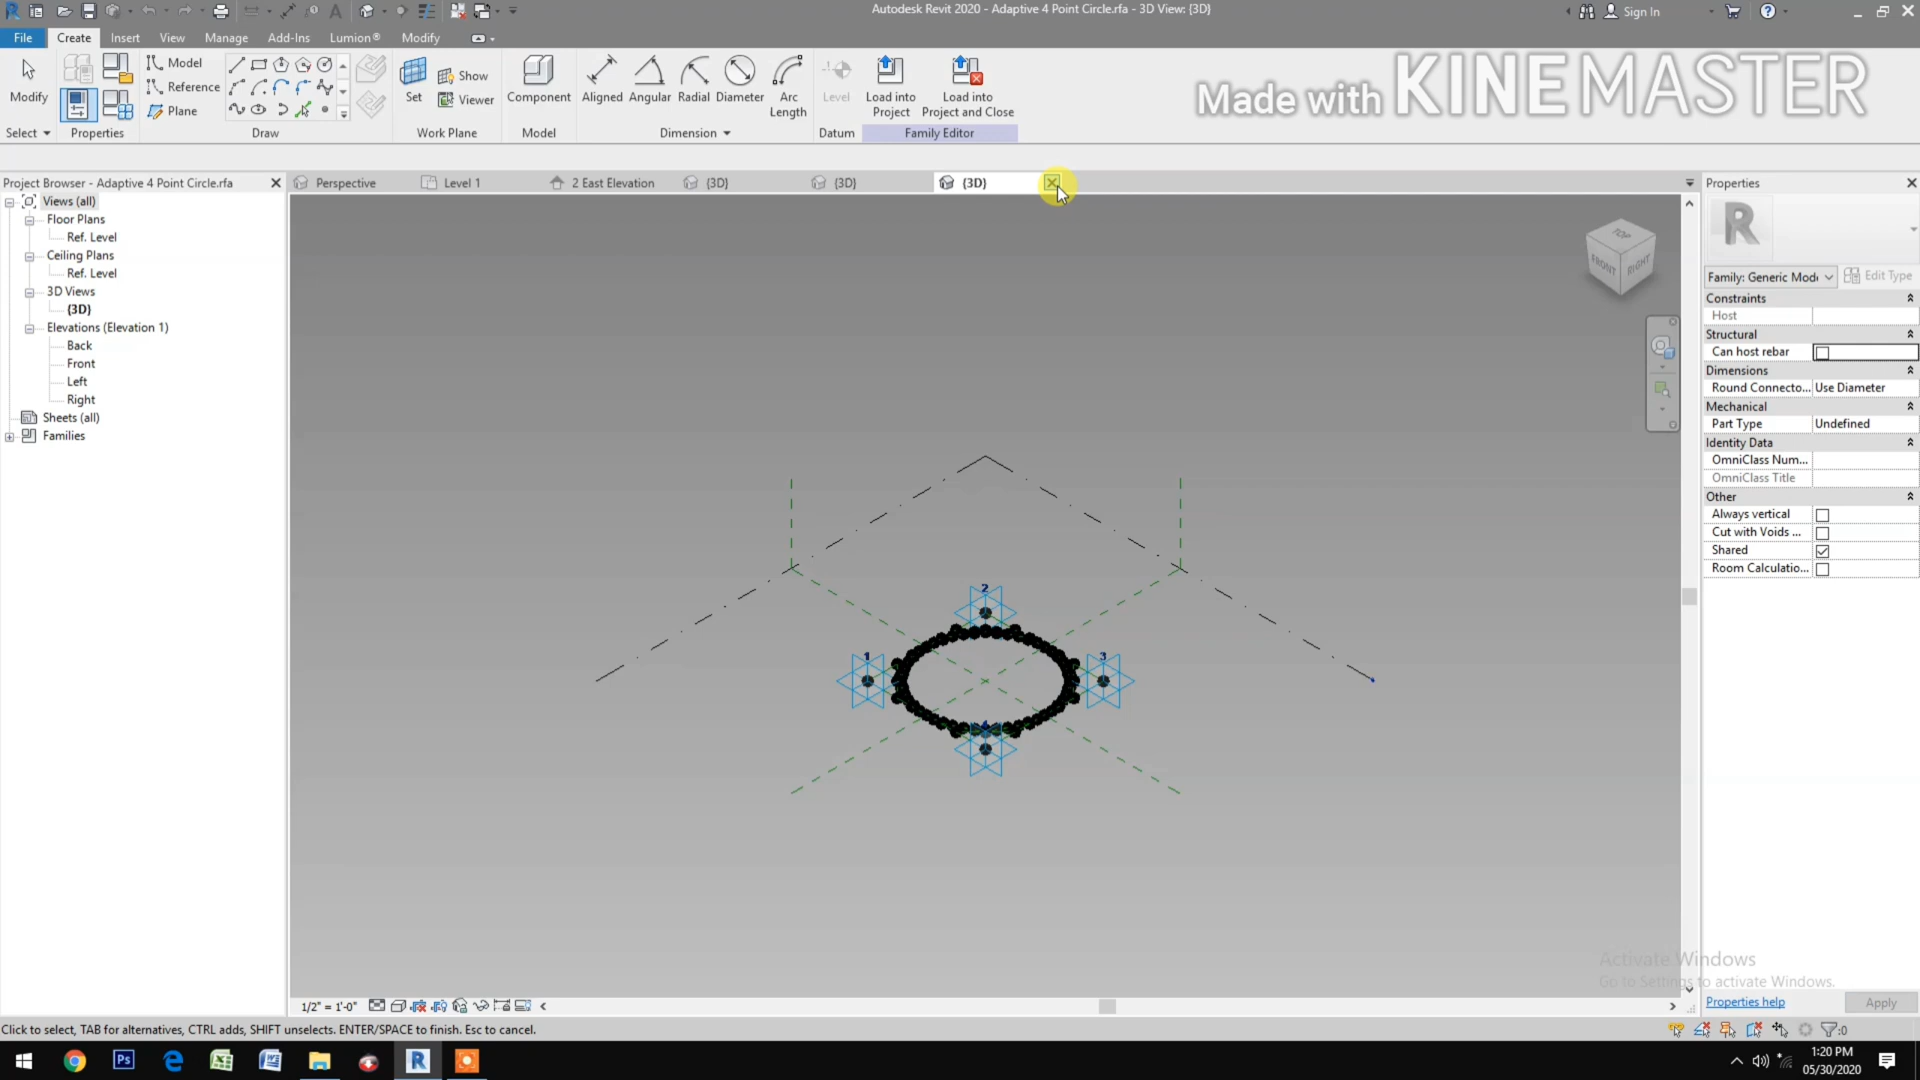 Autodesk Revit 2020 - Adaptive 4 Point Circle.rfa - 3D View: {3D}
Sign In
File Create Insert View Manage Add-Ins Lumion® Modify
Modify
Model
Reference
Plane
Set
Show
Viewer
Component
Aligned Angular Radial Diameter Arc Length
Level
Load into Project
Load into Project and Close
Made with KINEMASTER
Select Properties Draw Work Plane Model Dimension Datum Family Editor
Project Browser - Adaptive 4 Point Circle.rfa
Perspective Level 1 2 East Elevation {3D} {3D} {3D}
Properties
Views (all)
Floor Plans
Ref. Level
Ceiling Plans
Ref. Level
3D Views
{3D}
Elevations (Elevation 1)
Back
Front
Left
Right
Sheets (all)
Families
TOP
FRONT RIGHT
2
1
3
4
R
Family: Generic Mode
Edit Type
Constraints
Host
Structural
Can host rebar
Dimensions
Round Connecto... Use Diameter
Mechanical
Part Type Undefined
Identity Data
OmniClass Num...
OmniClass Title
Other
Always vertical
Cut with Voids ...
Shared
Room Calculatio...
Activate Windows
Go to Settings to activate Windows.
Properties help
Apply
1/2" = 1'-0"
Click to select, TAB for alternatives, CTRL adds, SHIFT unselects. ENTER/SPACE to finish. Esc to cancel.
:0
Ps
R
1:20 PM
05/30/2020